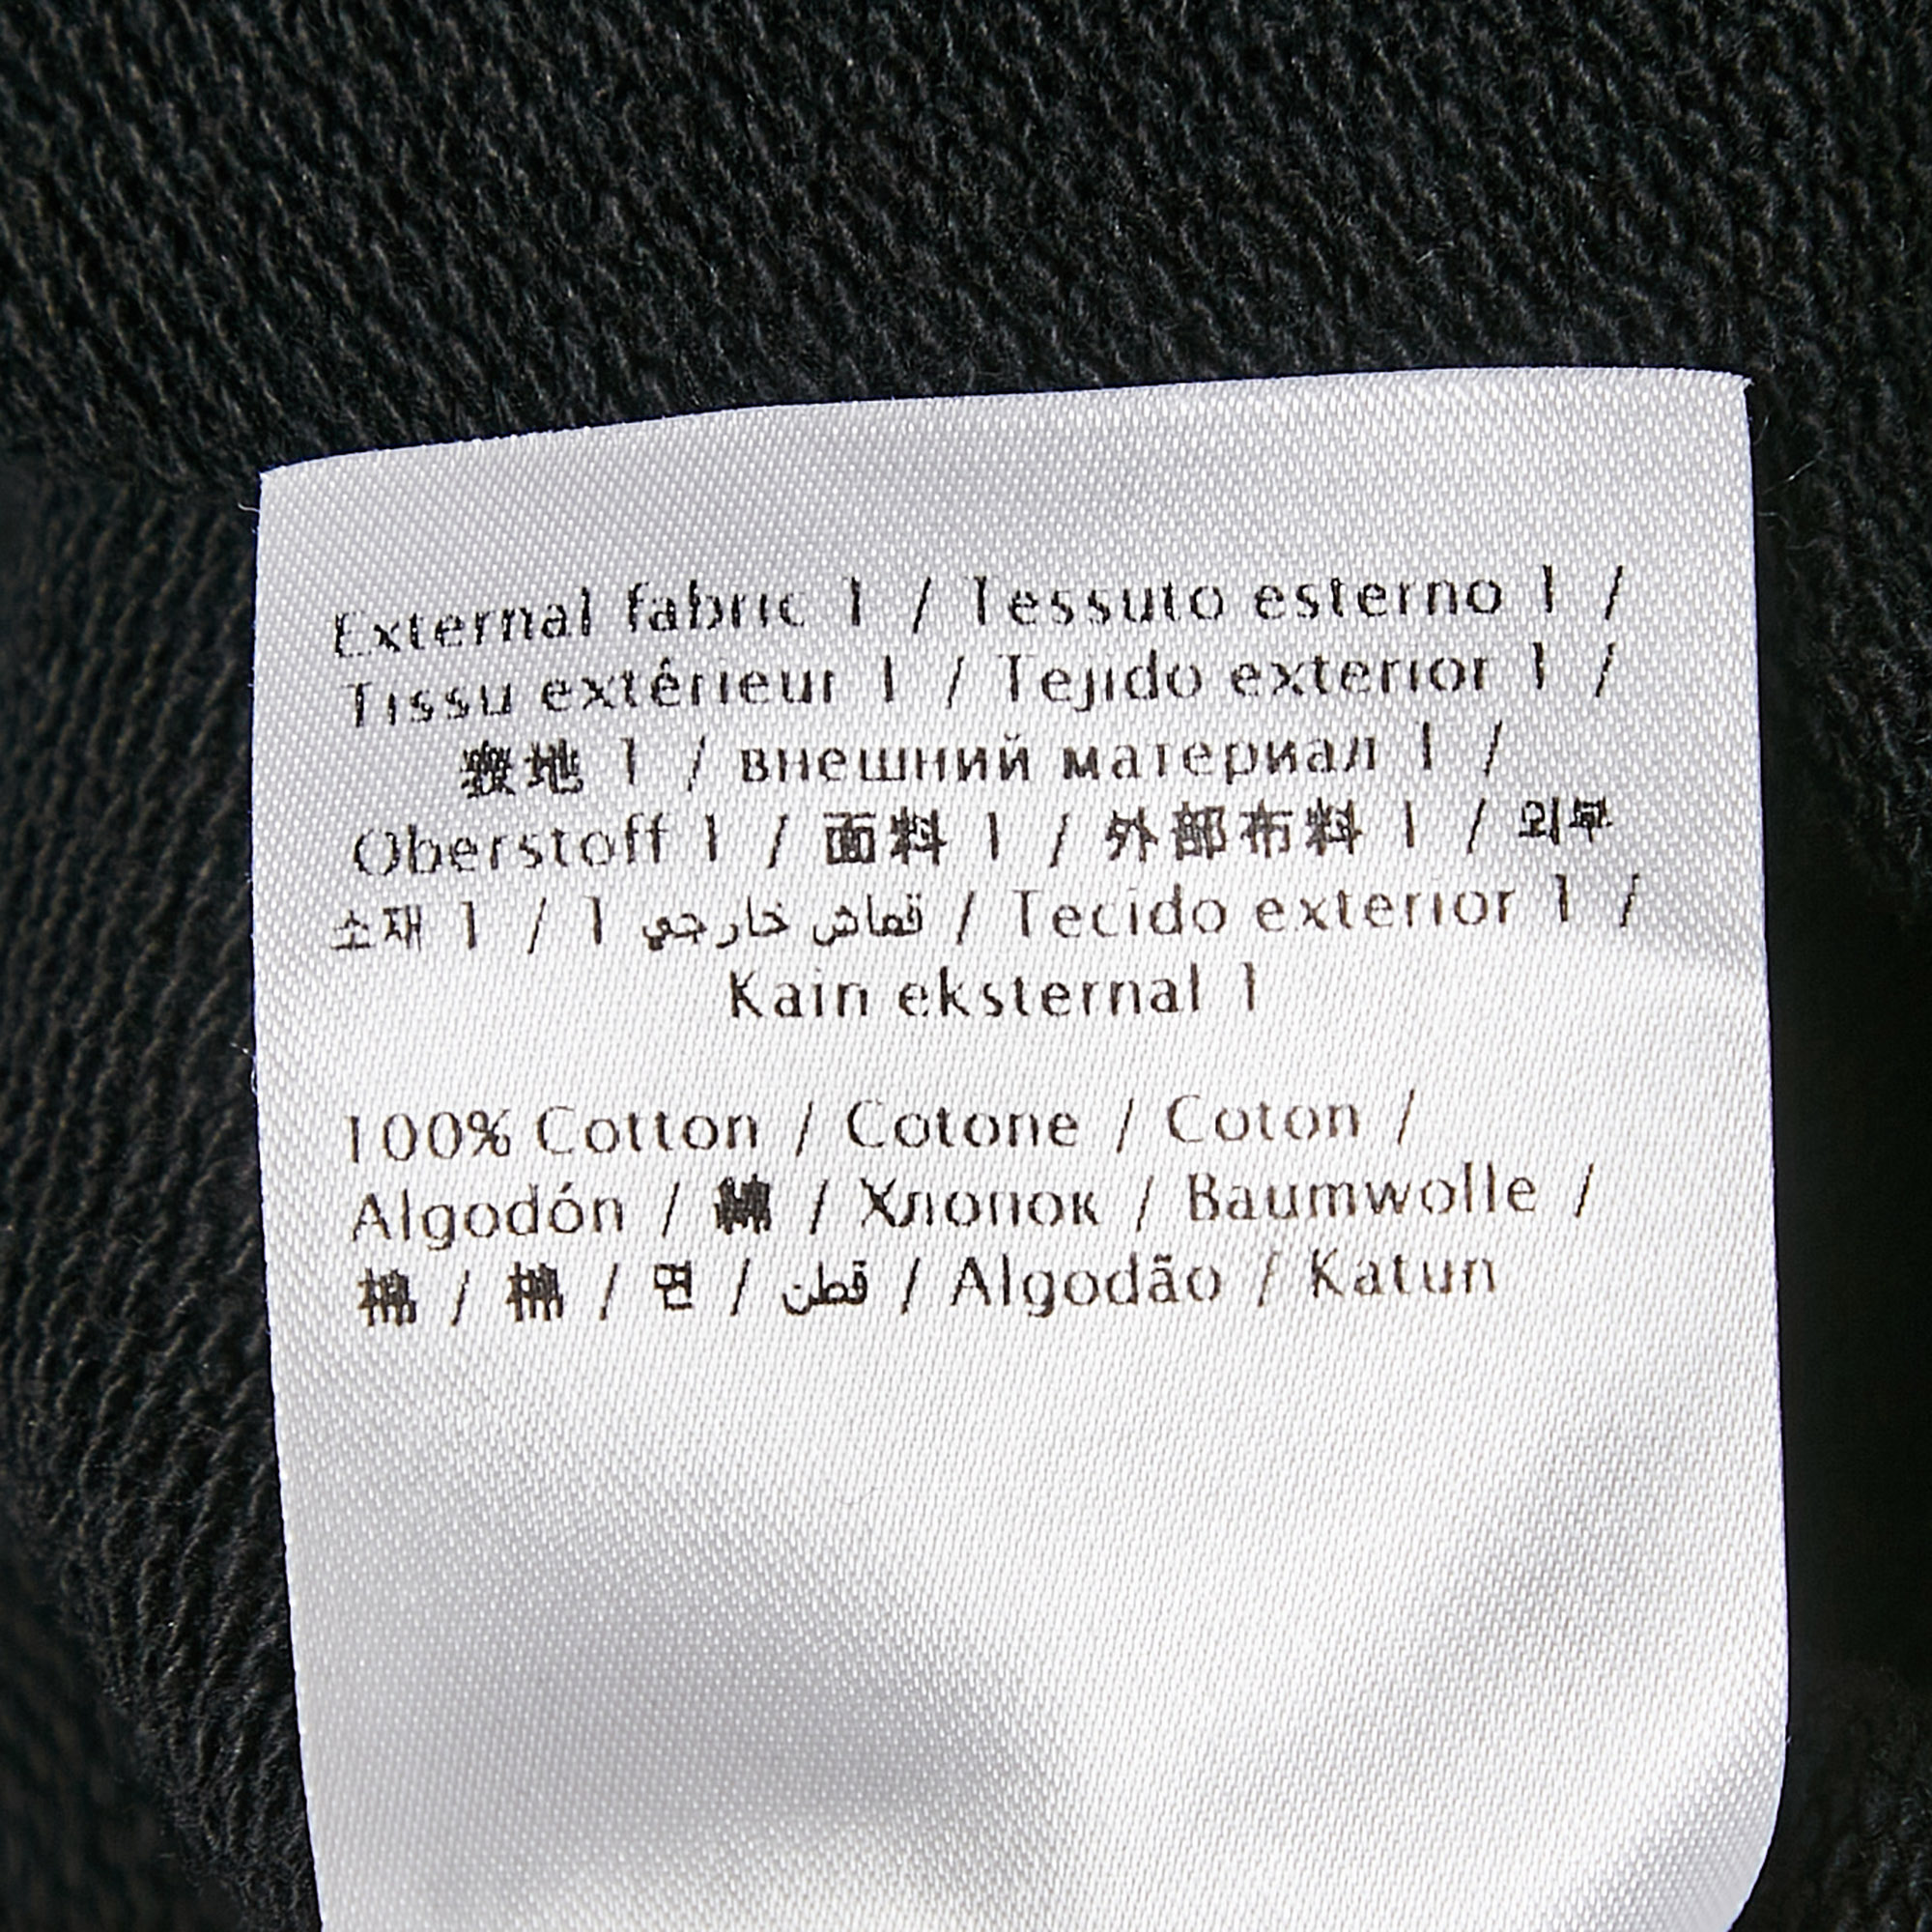 External fabric 1 / Tessuto esterno 1 /
Tissu extérieur 1 / Tejido exterior 1 /
表地 1 / внешний материал 1 /
Oberstoff 1 / 面料 1 / 外部布料 1 / 외부
소재 1 / 1 قماش خارجي / Tecido exterior 1 /
Kain eksternal 1
100% Cotton / Cotone / Coton /
Algodón / 綿 / Хлопок / Baumwolle /
棉 / 棉 / 면 / قطن / Algodão / Katun